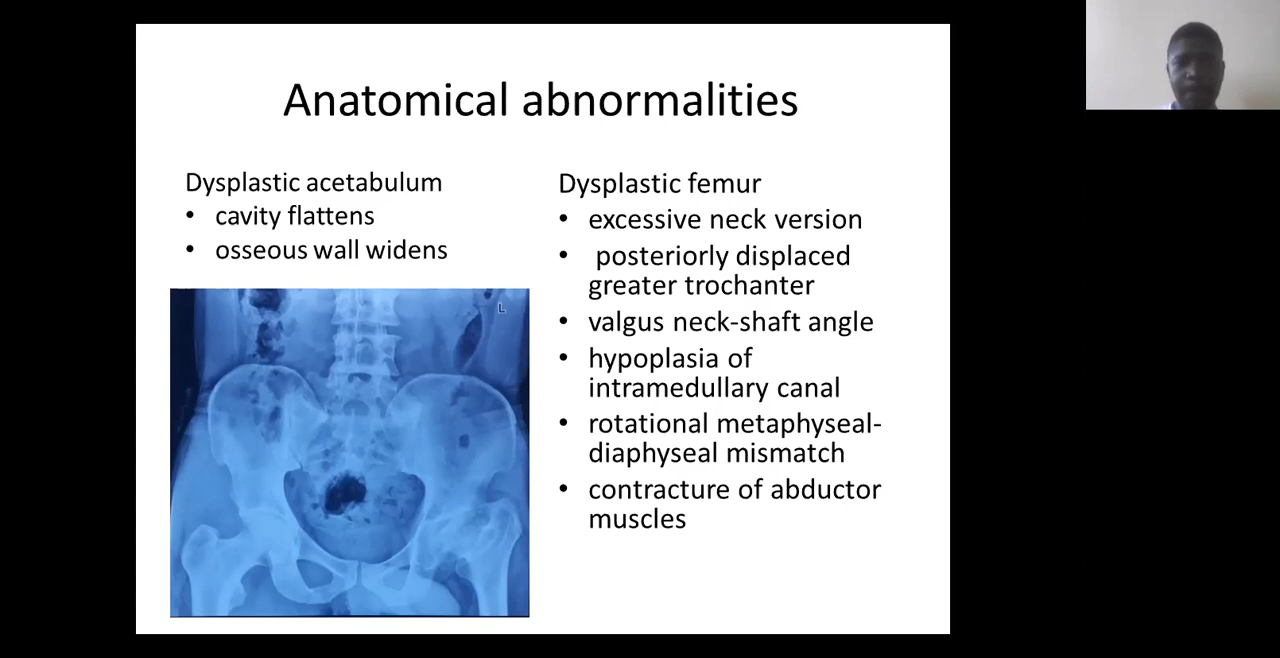 Anatomical abnormalities
Dysplastic acetabulum
• cavity flattens
• osseous wall widens
L
Dysplastic femur
• excessive neck version
• posteriorly displaced
greater trochanter
• valgus neck-shaft angle
• hypoplasia of
intramedullary canal
• rotational metaphyseal-
diaphyseal mismatch
• contracture of abductor
muscles